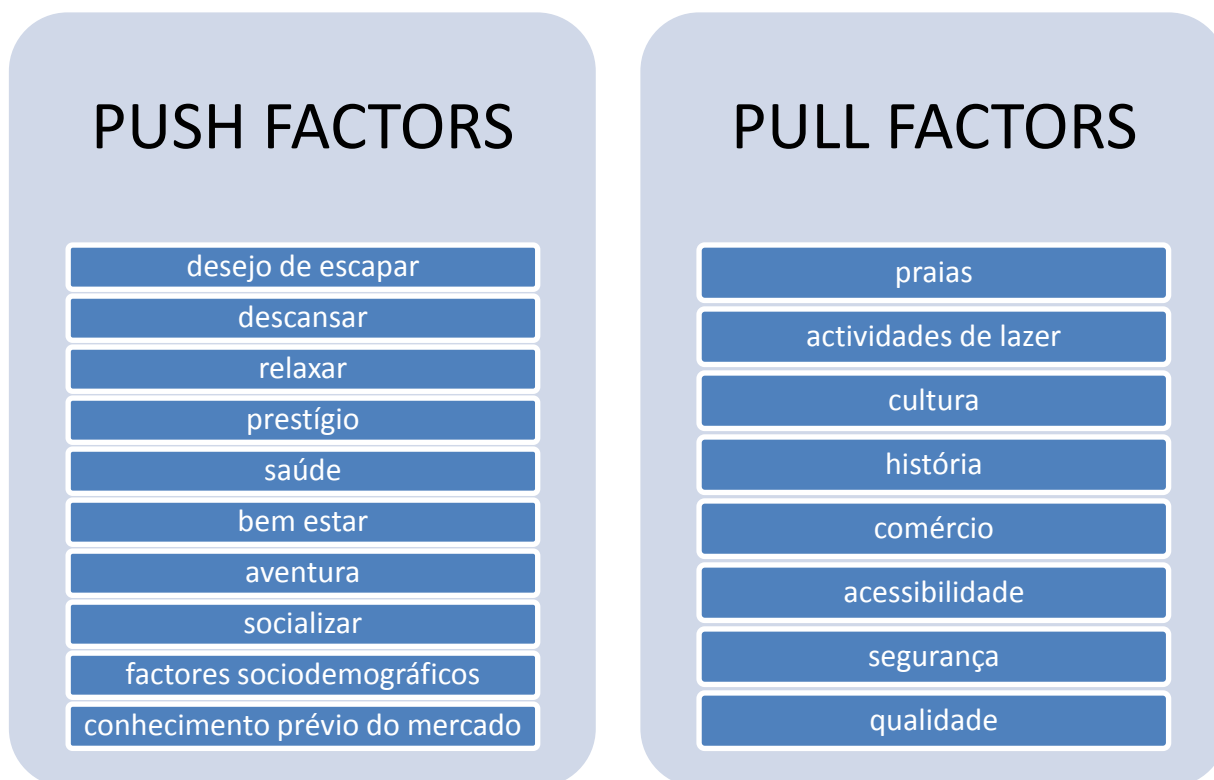 PUSH FACTORS
desejo de escapar
descansar
relaxar
prestígio
saúde
bem estar
aventura
socializar
factores sociodemográficos
conhecimento prévio do mercado
PULL FACTORS
praias
actividades de lazer
cultura
história
comércio
acessibilidade
segurança
qualidade